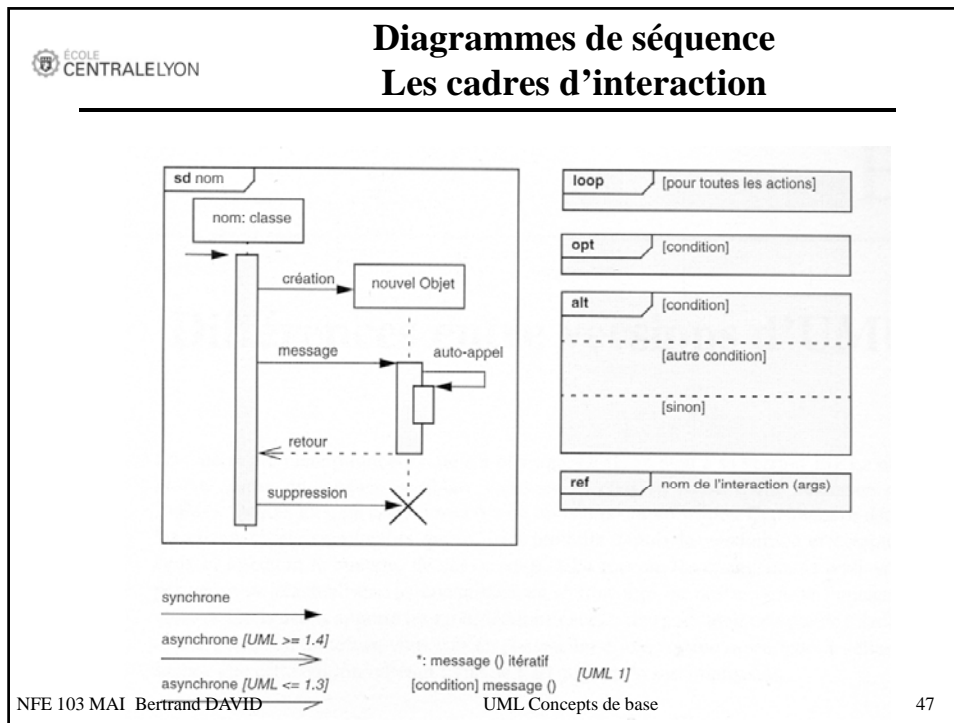 ÉCOLE
CENTRALELYON
Diagrammes de séquence
Les cadres d'interaction
sd nom
nom: classe
création
nouvel Objet
message
auto-appel
retour
suppression
loop [pour toutes les actions]
opt [condition]
alt [condition]
[autre condition]
[sinon]
ref nom de l'interaction (args)
synchrone
asynchrone [UML >= 1.4]
asynchrone [UML <= 1.3]
*: message () itératif
[condition] message ()
[UML 1]
NFE 103 MAI Bertrand DAVID
UML Concepts de base
47